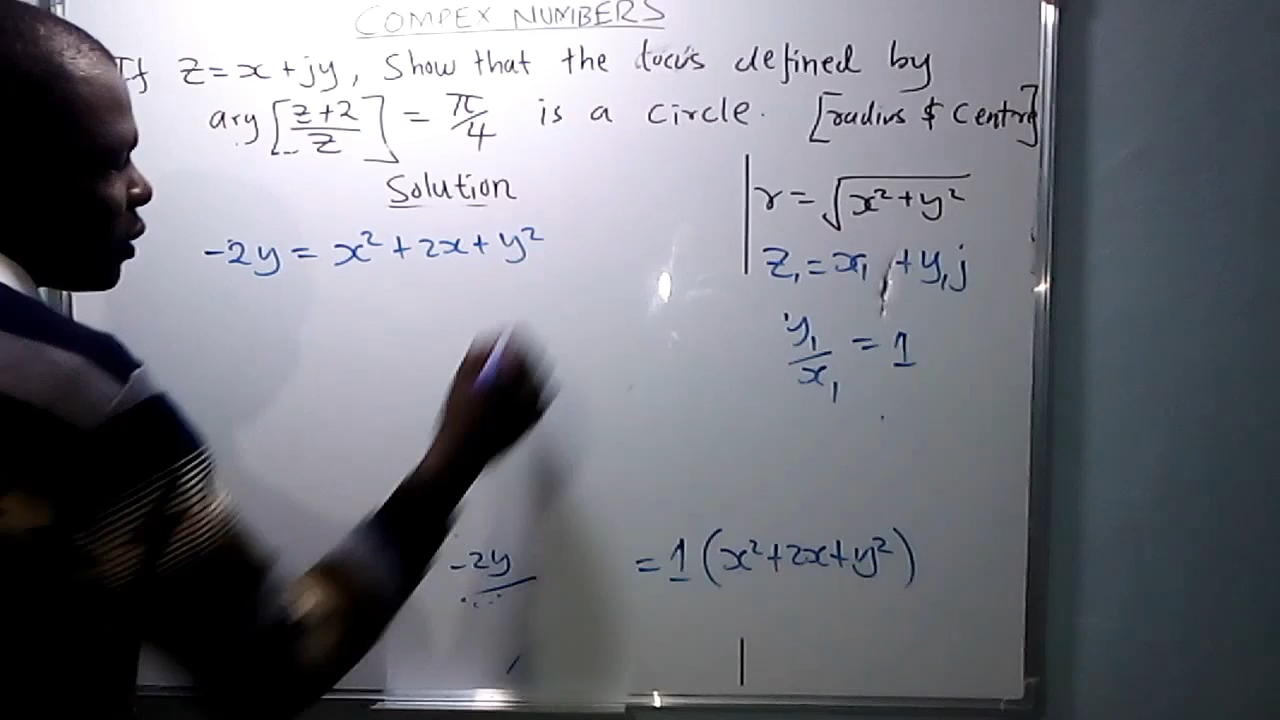 COMPEX NUMBERS
If z = x + jy, Show that the locus defined by
arg[(z+2)/z] = π/4 is a circle. [radius & Centre]
Solution
-2y = x² + 2x + y²
r = √(x² + y²)
z₁ = x₁ + y₁j
y₁/x₁ = 1
-2y = 1(x² + 2x + y²)